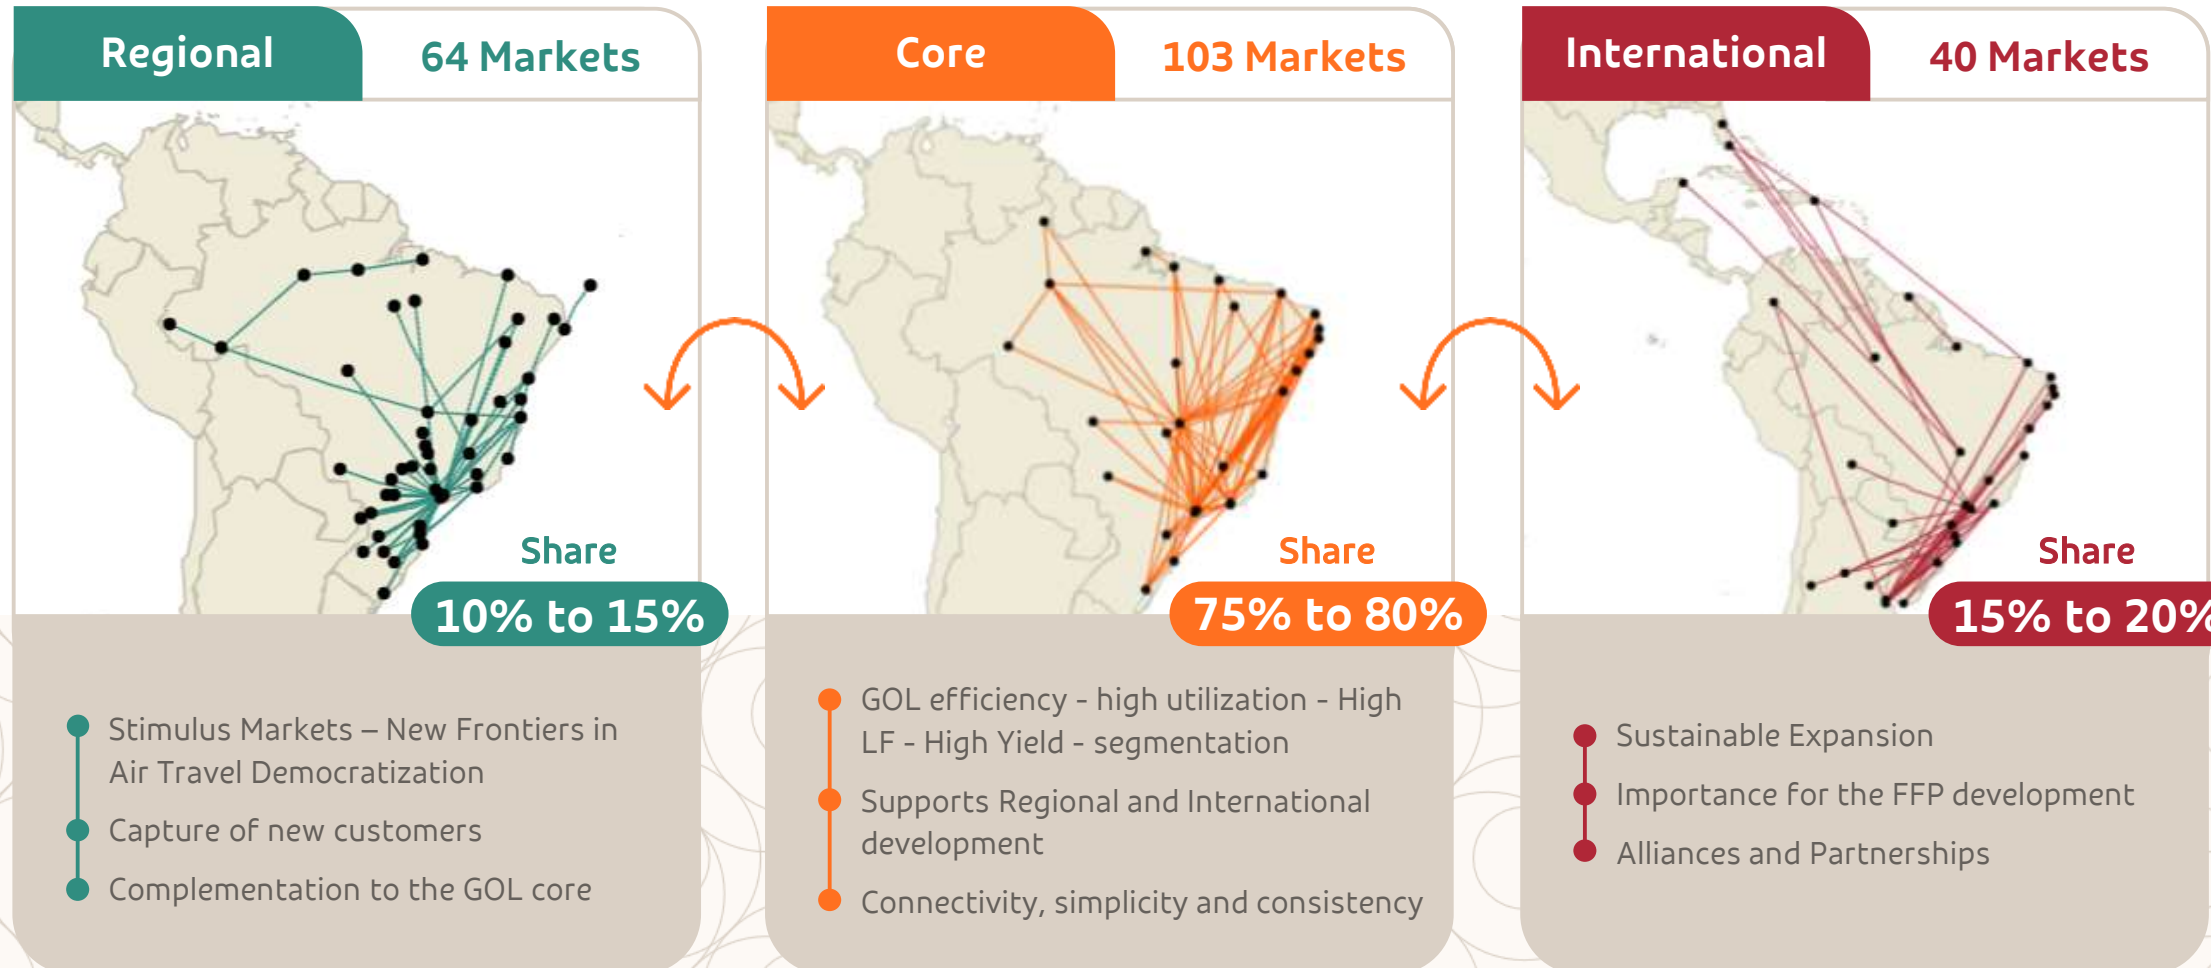 Regional
64 Markets
Share
10% to 15%
Stimulus Markets – New Frontiers in
Air Travel Democratization
Capture of new customers
Complementation to the GOL core
Core
103 Markets
Share
75% to 80%
GOL efficiency - high utilization - High
LF - High Yield - segmentation
Supports Regional and International
development
Connectivity, simplicity and consistency
International
40 Markets
Share
15% to 20%
Sustainable Expansion
Importance for the FFP development
Alliances and Partnerships